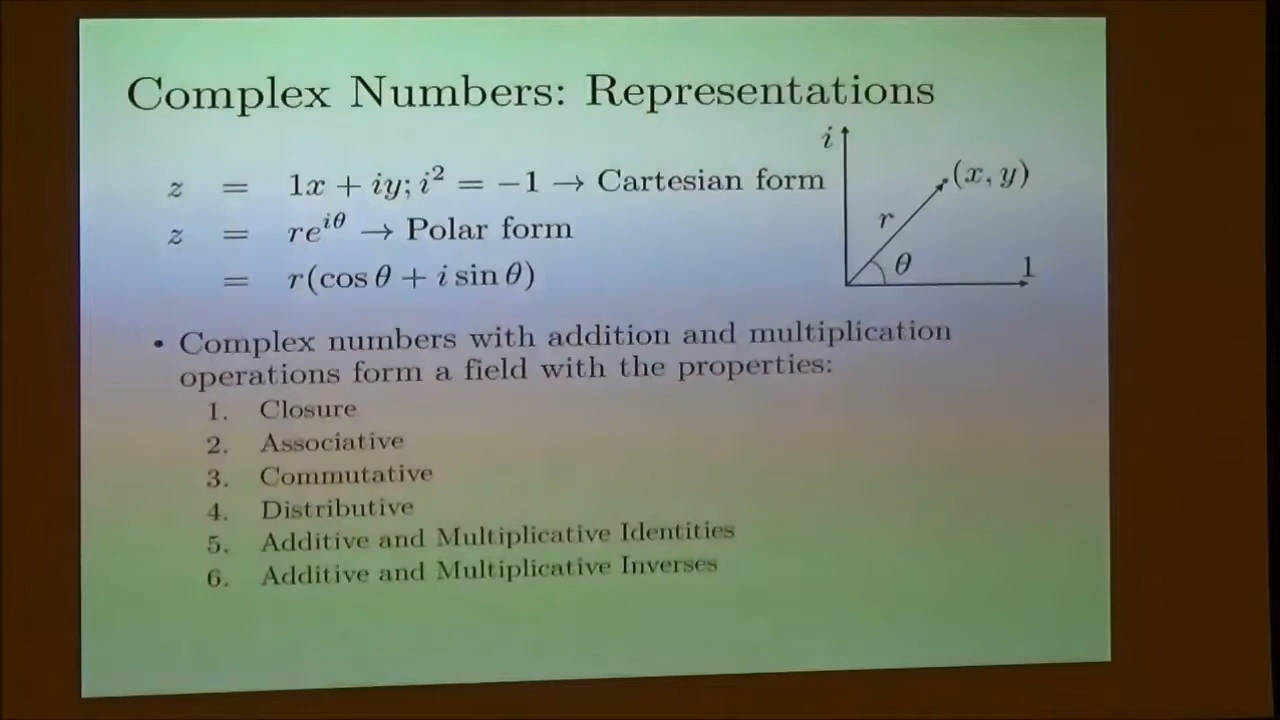 Complex Numbers: Representations
z = 1x + iy; i² = −1 → Cartesian form
z = re^{iθ} → Polar form
= r(cos θ + i sin θ)
i
(x, y)
r
θ
1
• Complex numbers with addition and multiplication
operations form a field with the properties:
1. Closure
2. Associative
3. Commutative
4. Distributive
5. Additive and Multiplicative Identities
6. Additive and Multiplicative Inverses